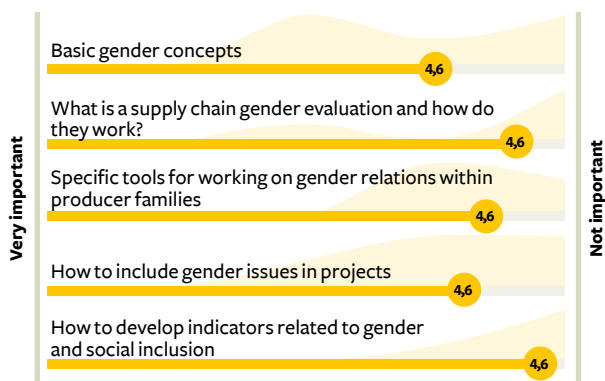 Basic gender concepts
4,6
What is a supply chain gender evaluation and how do
they work?
4,6
Specific tools for working on gender relations within
producer families
4,6
How to include gender issues in projects
4,6
How to develop indicators related to gender
and social inclusion
4,6
Very important
Not important